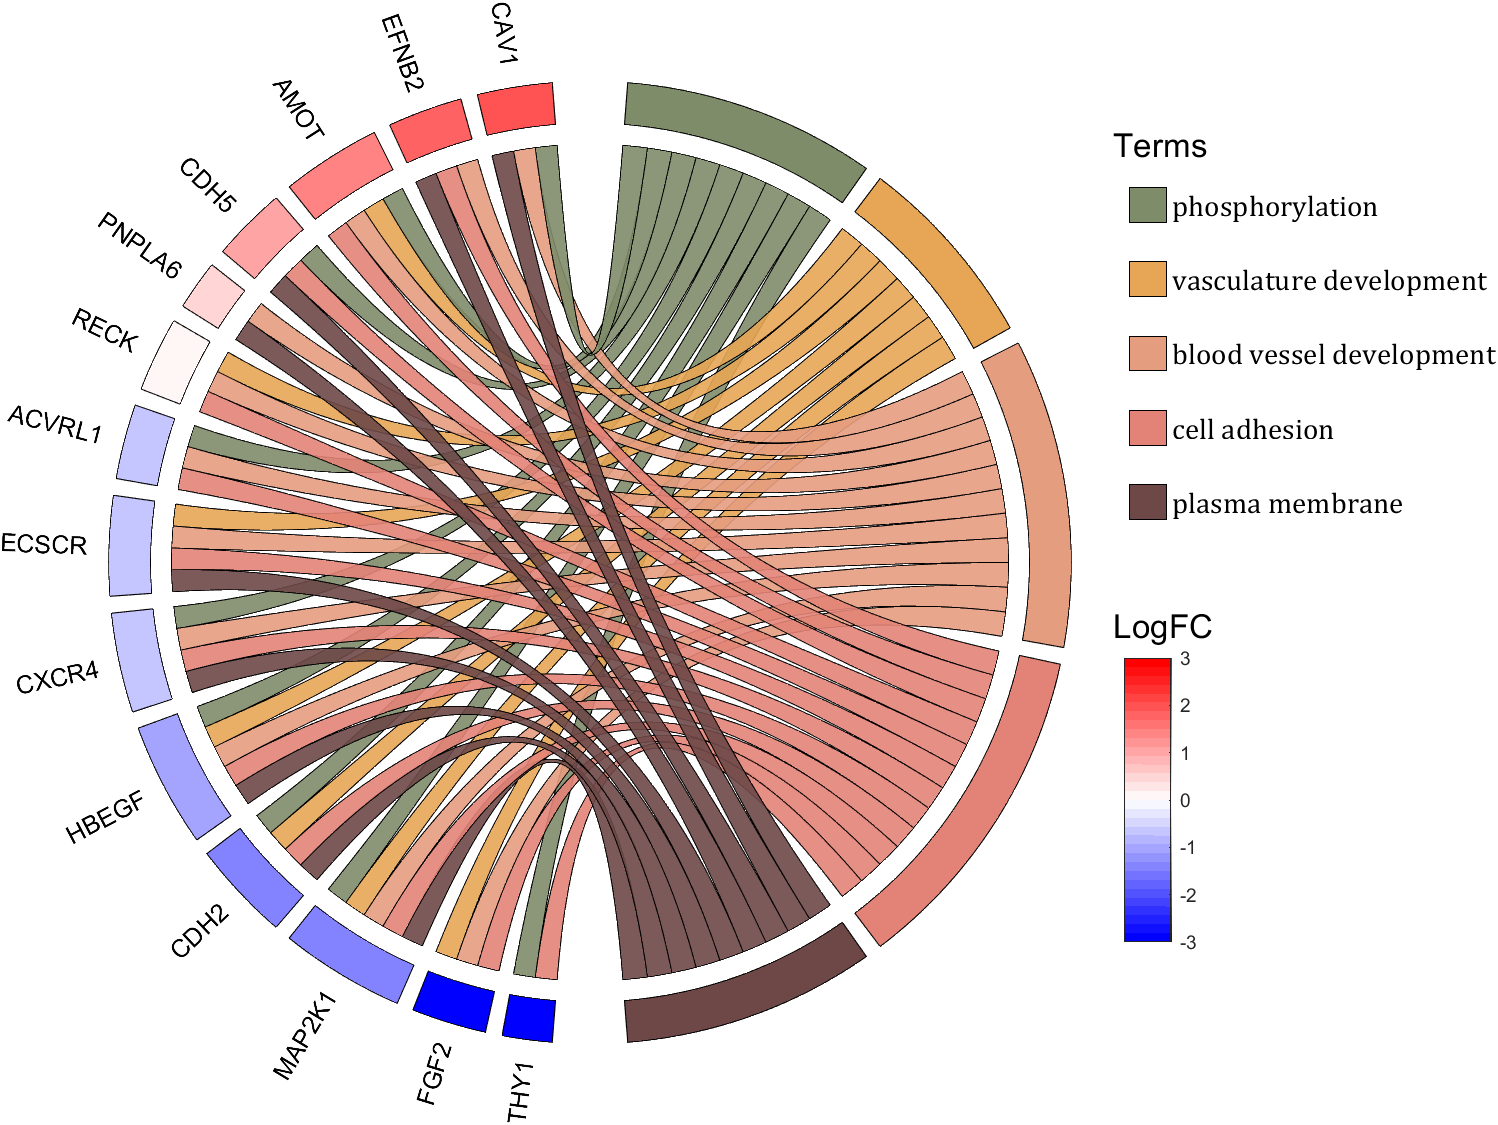 CAV1
EFNB2
AMOT
CDH5
PNPLA6
RECK
ACVRL1
ECSCR
CXCR4
HBEGF
CDH2
MAP2K1
FGF2
THY1
Terms
phosphorylation
vasculature development
blood vessel development
cell adhesion
plasma membrane
LogFC
3
2
1
0
-1
-2
-3